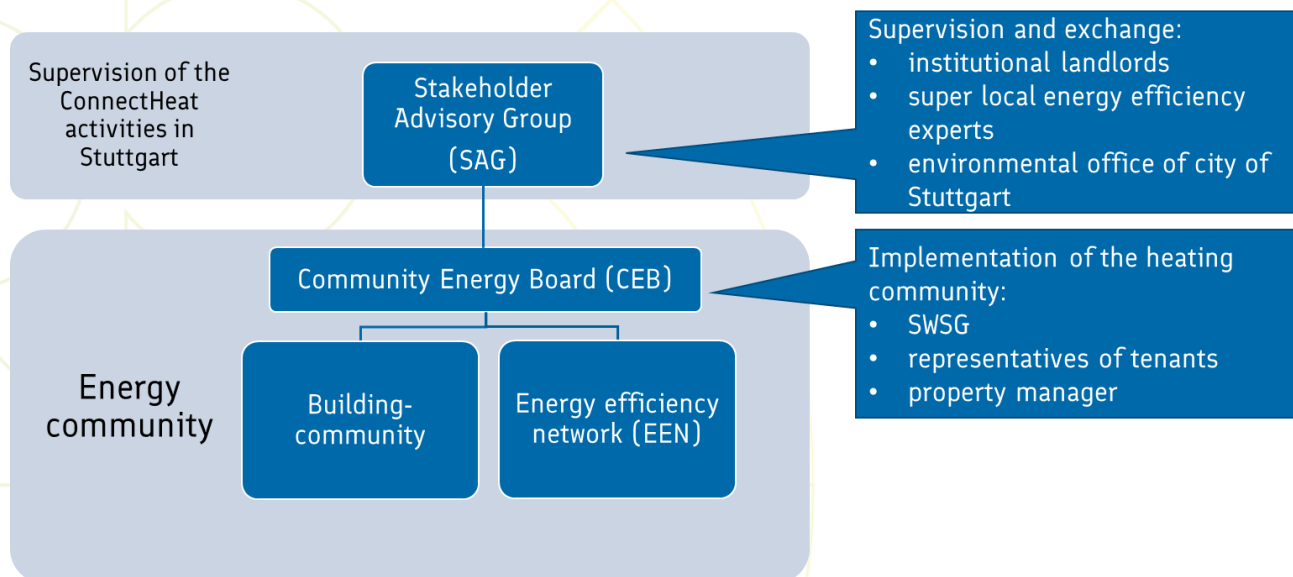 Supervision of the
ConnectHeat
activities in
Stuttgart
Stakeholder
Advisory Group
(SAG)
Supervision and exchange:
• institutional landlords
• super local energy efficiency
experts
• environmental office of city of
Stuttgart
Energy
community
Community Energy Board (CEB)
Building-
community
Energy efficiency
network (EEN)
Implementation of the heating
community:
• SWSG
• representatives of tenants
• property manager